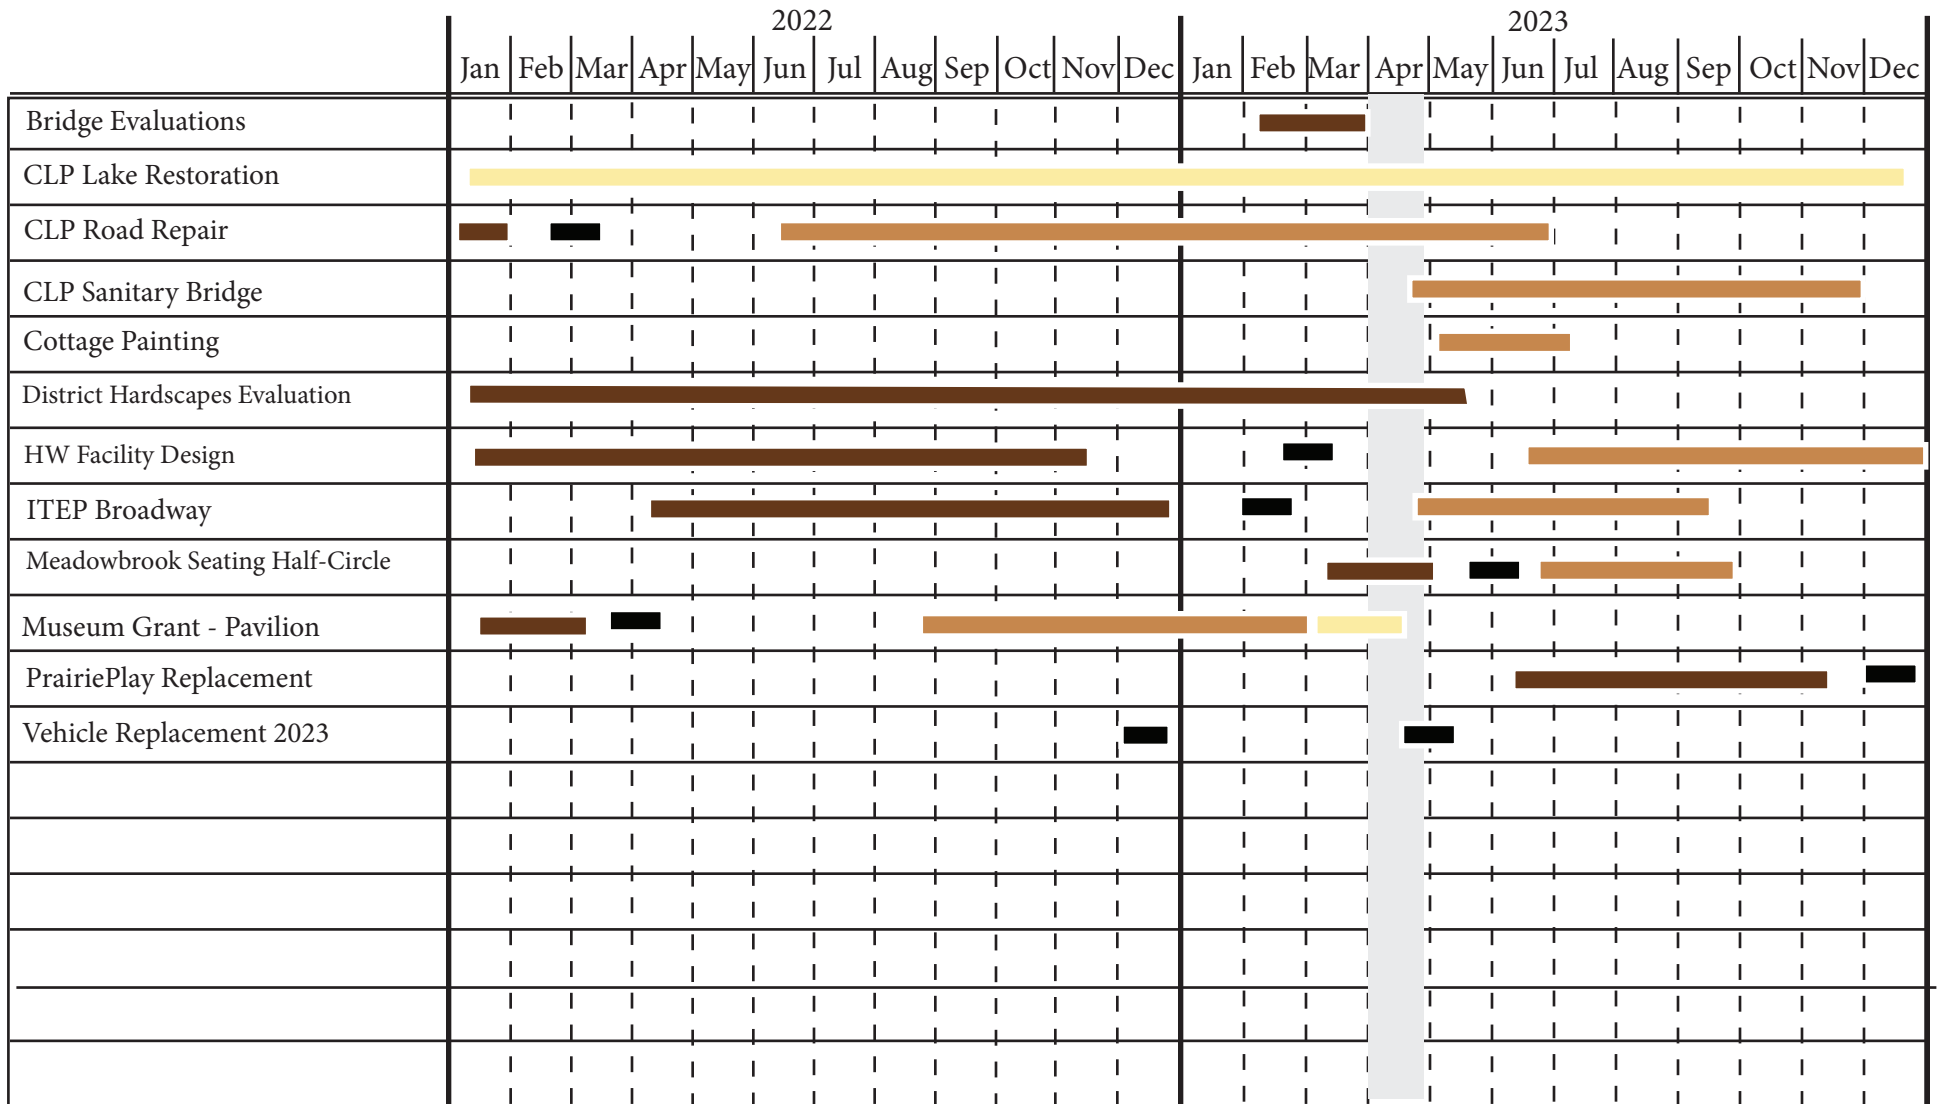 2022 2023
Jan Feb Mar Apr May Jun Jul Aug Sep Oct Nov Dec Jan Feb Mar Apr May Jun Jul Aug Sep Oct Nov Dec
Bridge Evaluations
CLP Lake Restoration
CLP Road Repair
CLP Sanitary Bridge
Cottage Painting
District Hardscapes Evaluation
HW Facility Design
ITEP Broadway
Meadowbrook Seating Half-Circle
Museum Grant - Pavilion
PrairiePlay Replacement
Vehicle Replacement 2023